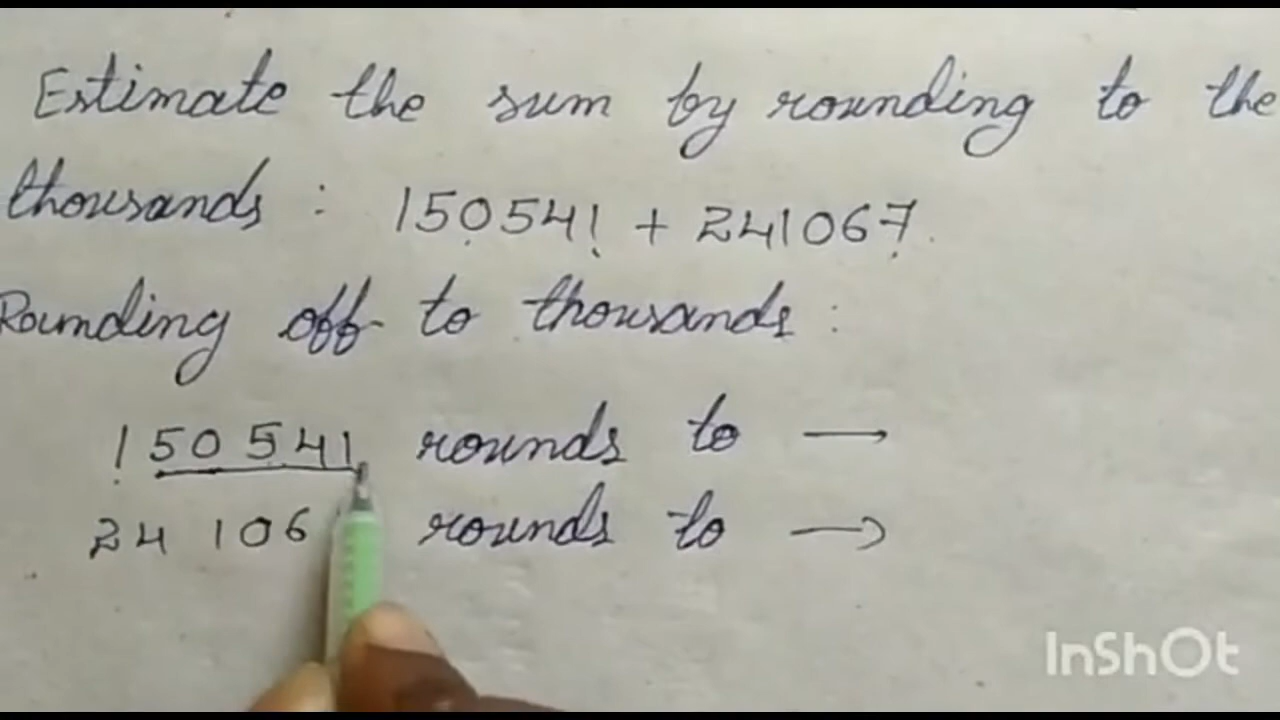 Estimate the sum by rounding to the
thousands : 150541 + 241067.
Rounding off to thousands :
150541 rounds to →
24106 rounds to →
InShOt